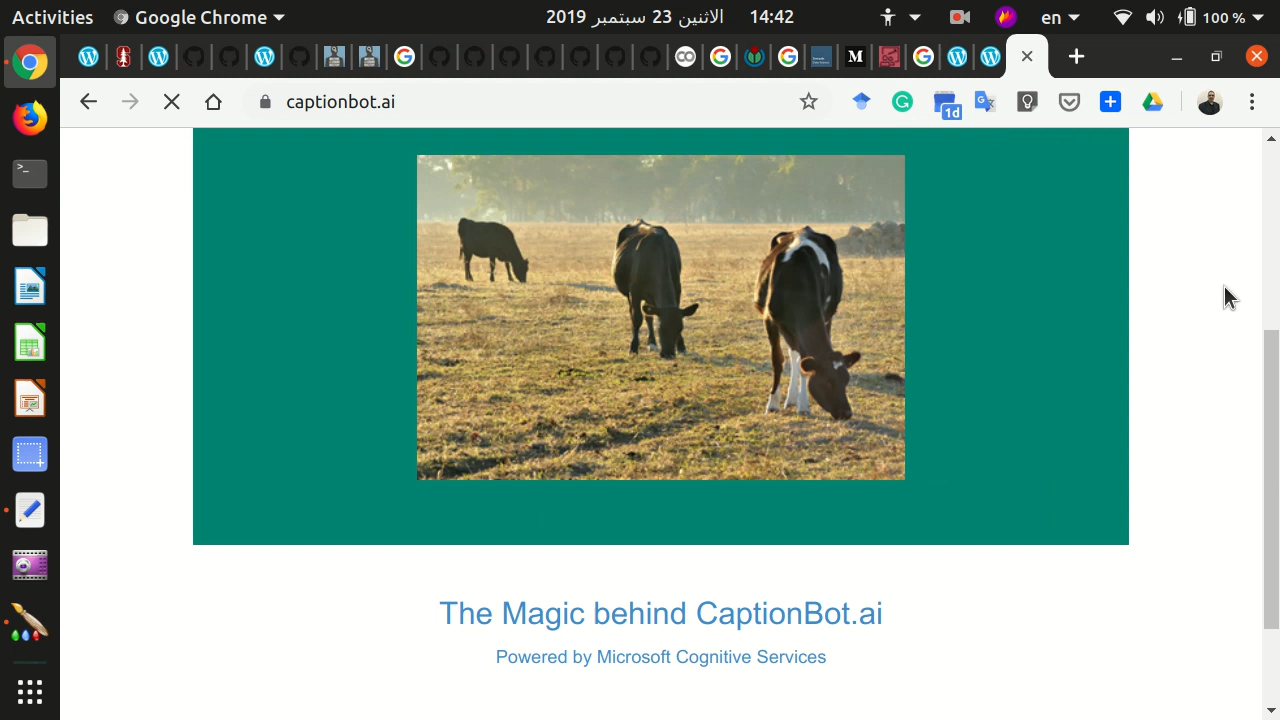 Activities Google Chrome الاثنين 23 سبتمبر 2019 14:42 en 100 %
captionbot.ai
1d
The Magic behind CaptionBot.ai
Powered by Microsoft Cognitive Services